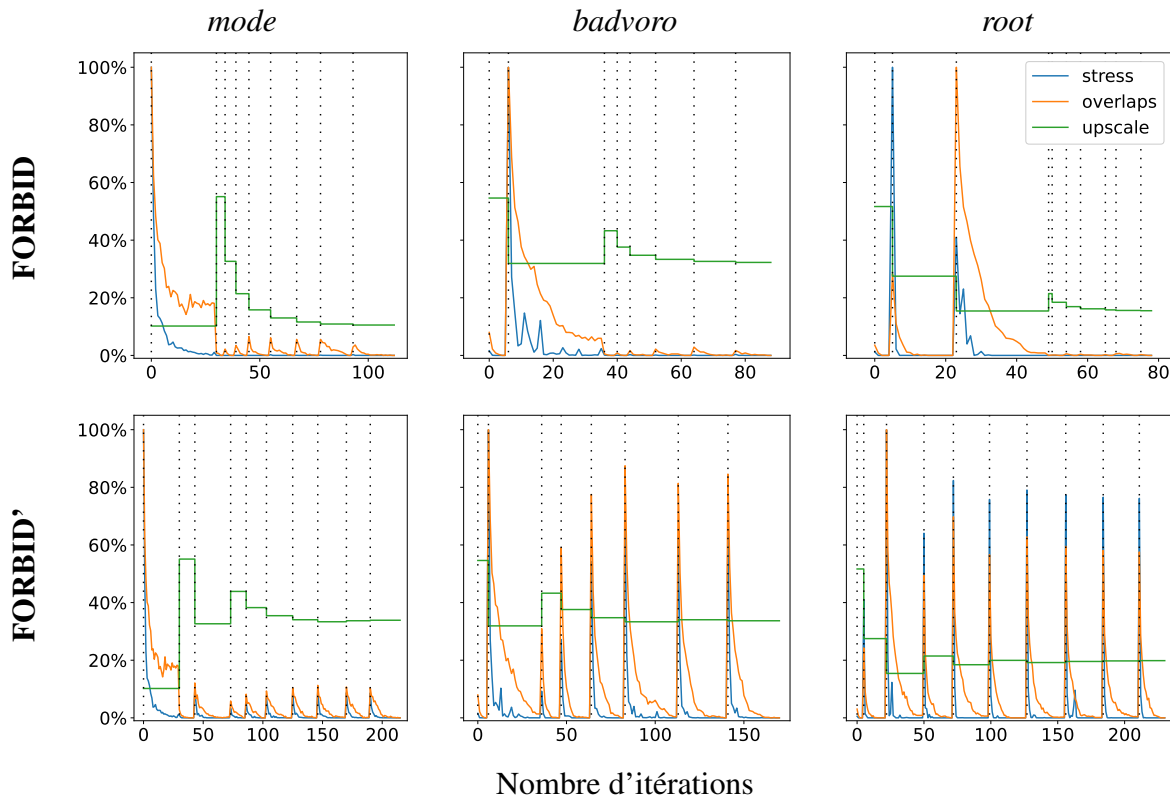 mode badvoro root
FORBID
100%
80%
60%
40%
20%
0%
0 50 100
0 20 40 60 80
0 20 40 60 80
stress
overlaps
upscale
FORBID'
100%
80%
60%
40%
20%
0%
0 50 100 150 200
0 50 100 150
0 50 100 150 200
Nombre d'itérations